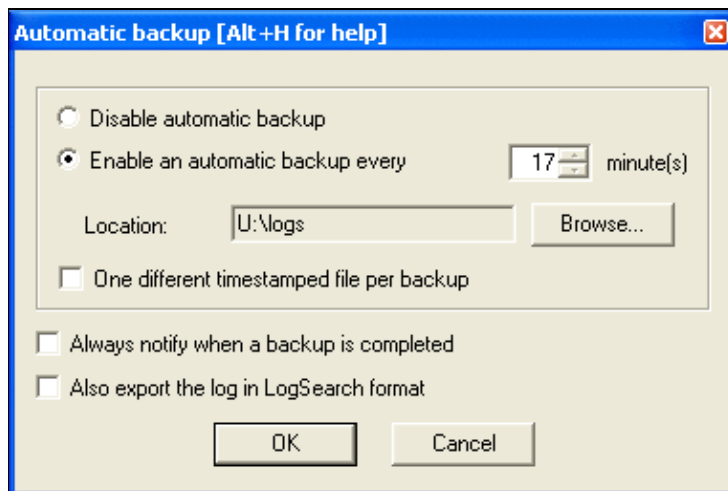 Automatic backup [Alt+H for help]
Disable automatic backup
Enable an automatic backup every 17 minute(s)
Location: U:\logs Browse...
One different timestamped file per backup
Always notify when a backup is completed
Also export the log in LogSearch format
OK Cancel